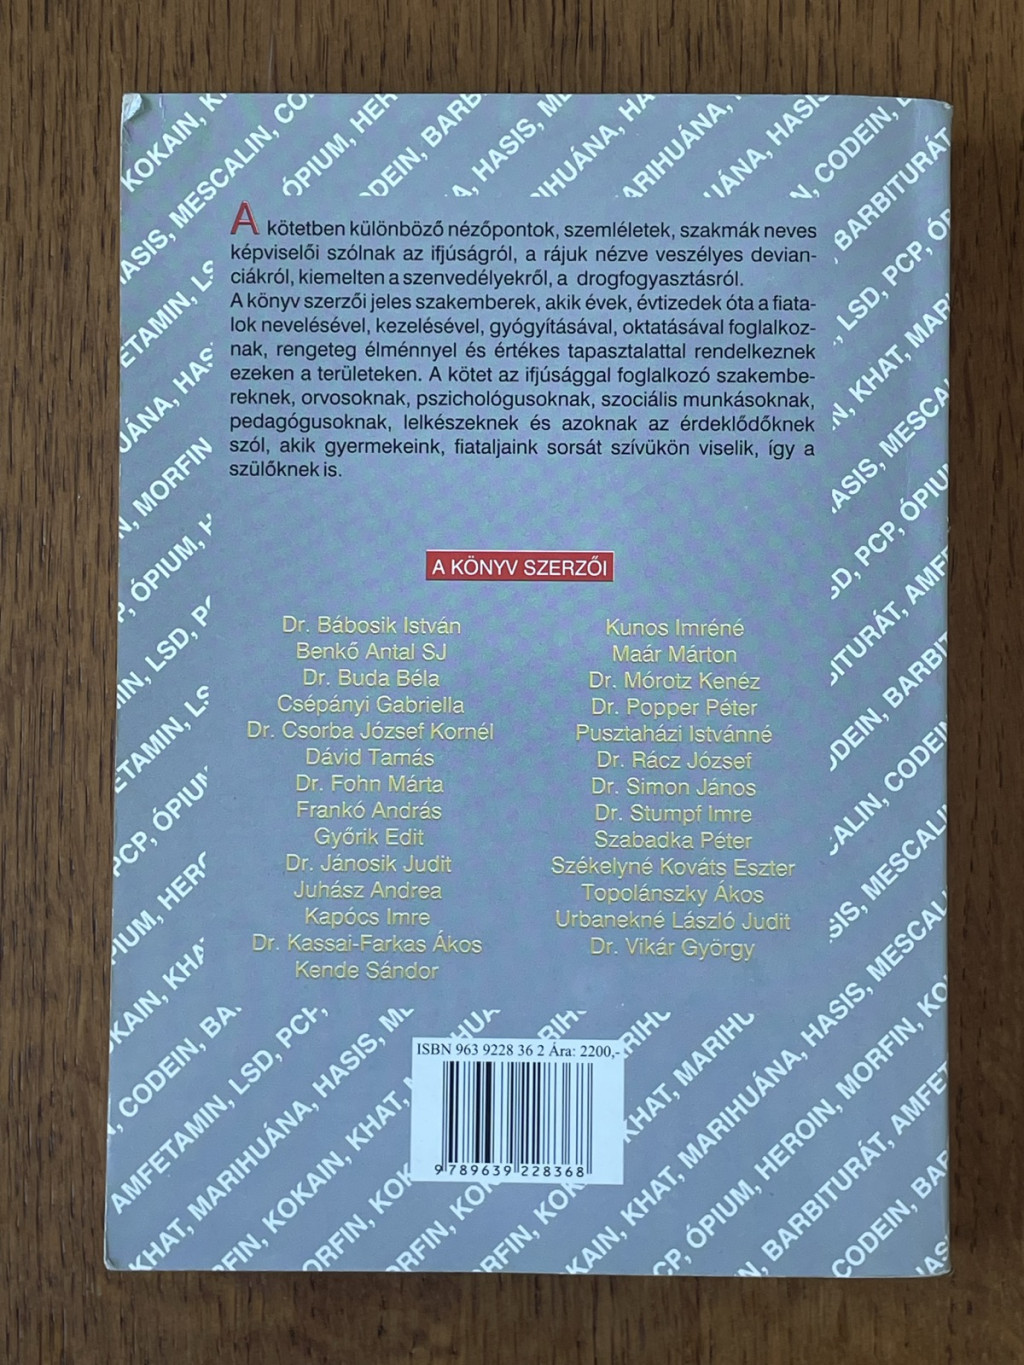 A kötetben különböző nézőpontok, szemléletek, szakmák neves
képviselői szólnak az ifjúságról, a rájuk nézve veszélyes devian-
ciákról, kiemelten a szenvedélyekről, a drogfogyasztásról.
A könyv szerzői jeles szakemberek, akik évek, évtizedek óta a fiata-
lok nevelésével, kezelésével, gyógyításával, oktatásával foglalkoz-
nak, rengeteg élménnyel és értékes tapasztalattal rendelkeznek
ezeken a területeken. A kötet az ifjúsággal foglalkozó szakembe-
reknek, orvosoknak, pszichológusoknak, szociális munkásoknak,
pedagógusoknak, lelkészeknek és azoknak az érdeklődőknek
szól, akik gyermekeink, fiataljaink sorsát szívükön viselik, így a
szülőknek is.
A KÖNYV SZERZŐI
Dr. Bábosik István
Benkő Antal SJ
Dr. Buda Béla
Csépányi Gabriella
Dr. Csorba József Kornél
Dávid Tamás
Dr. Fohn Márta
Frankó András
Győrik Edit
Dr. Jánosik Judit
Juhász Andrea
Kapócs Imre
Dr. Kassai-Farkas Ákos
Kende Sándor
Kunos Imréné
Maár Márton
Dr. Mórotz Kenéz
Dr. Popper Péter
Pusztaházi Istvánné
Dr. Rácz József
Dr. Simon János
Dr. Stumpf Imre
Szabadka Péter
Székelyné Kováts Eszter
Topolánszky Ákos
Urbanekné László Judit
Dr. Vikár György
ISBN 963 9228 36 2 Ára: 2200,-
9 789639 228368